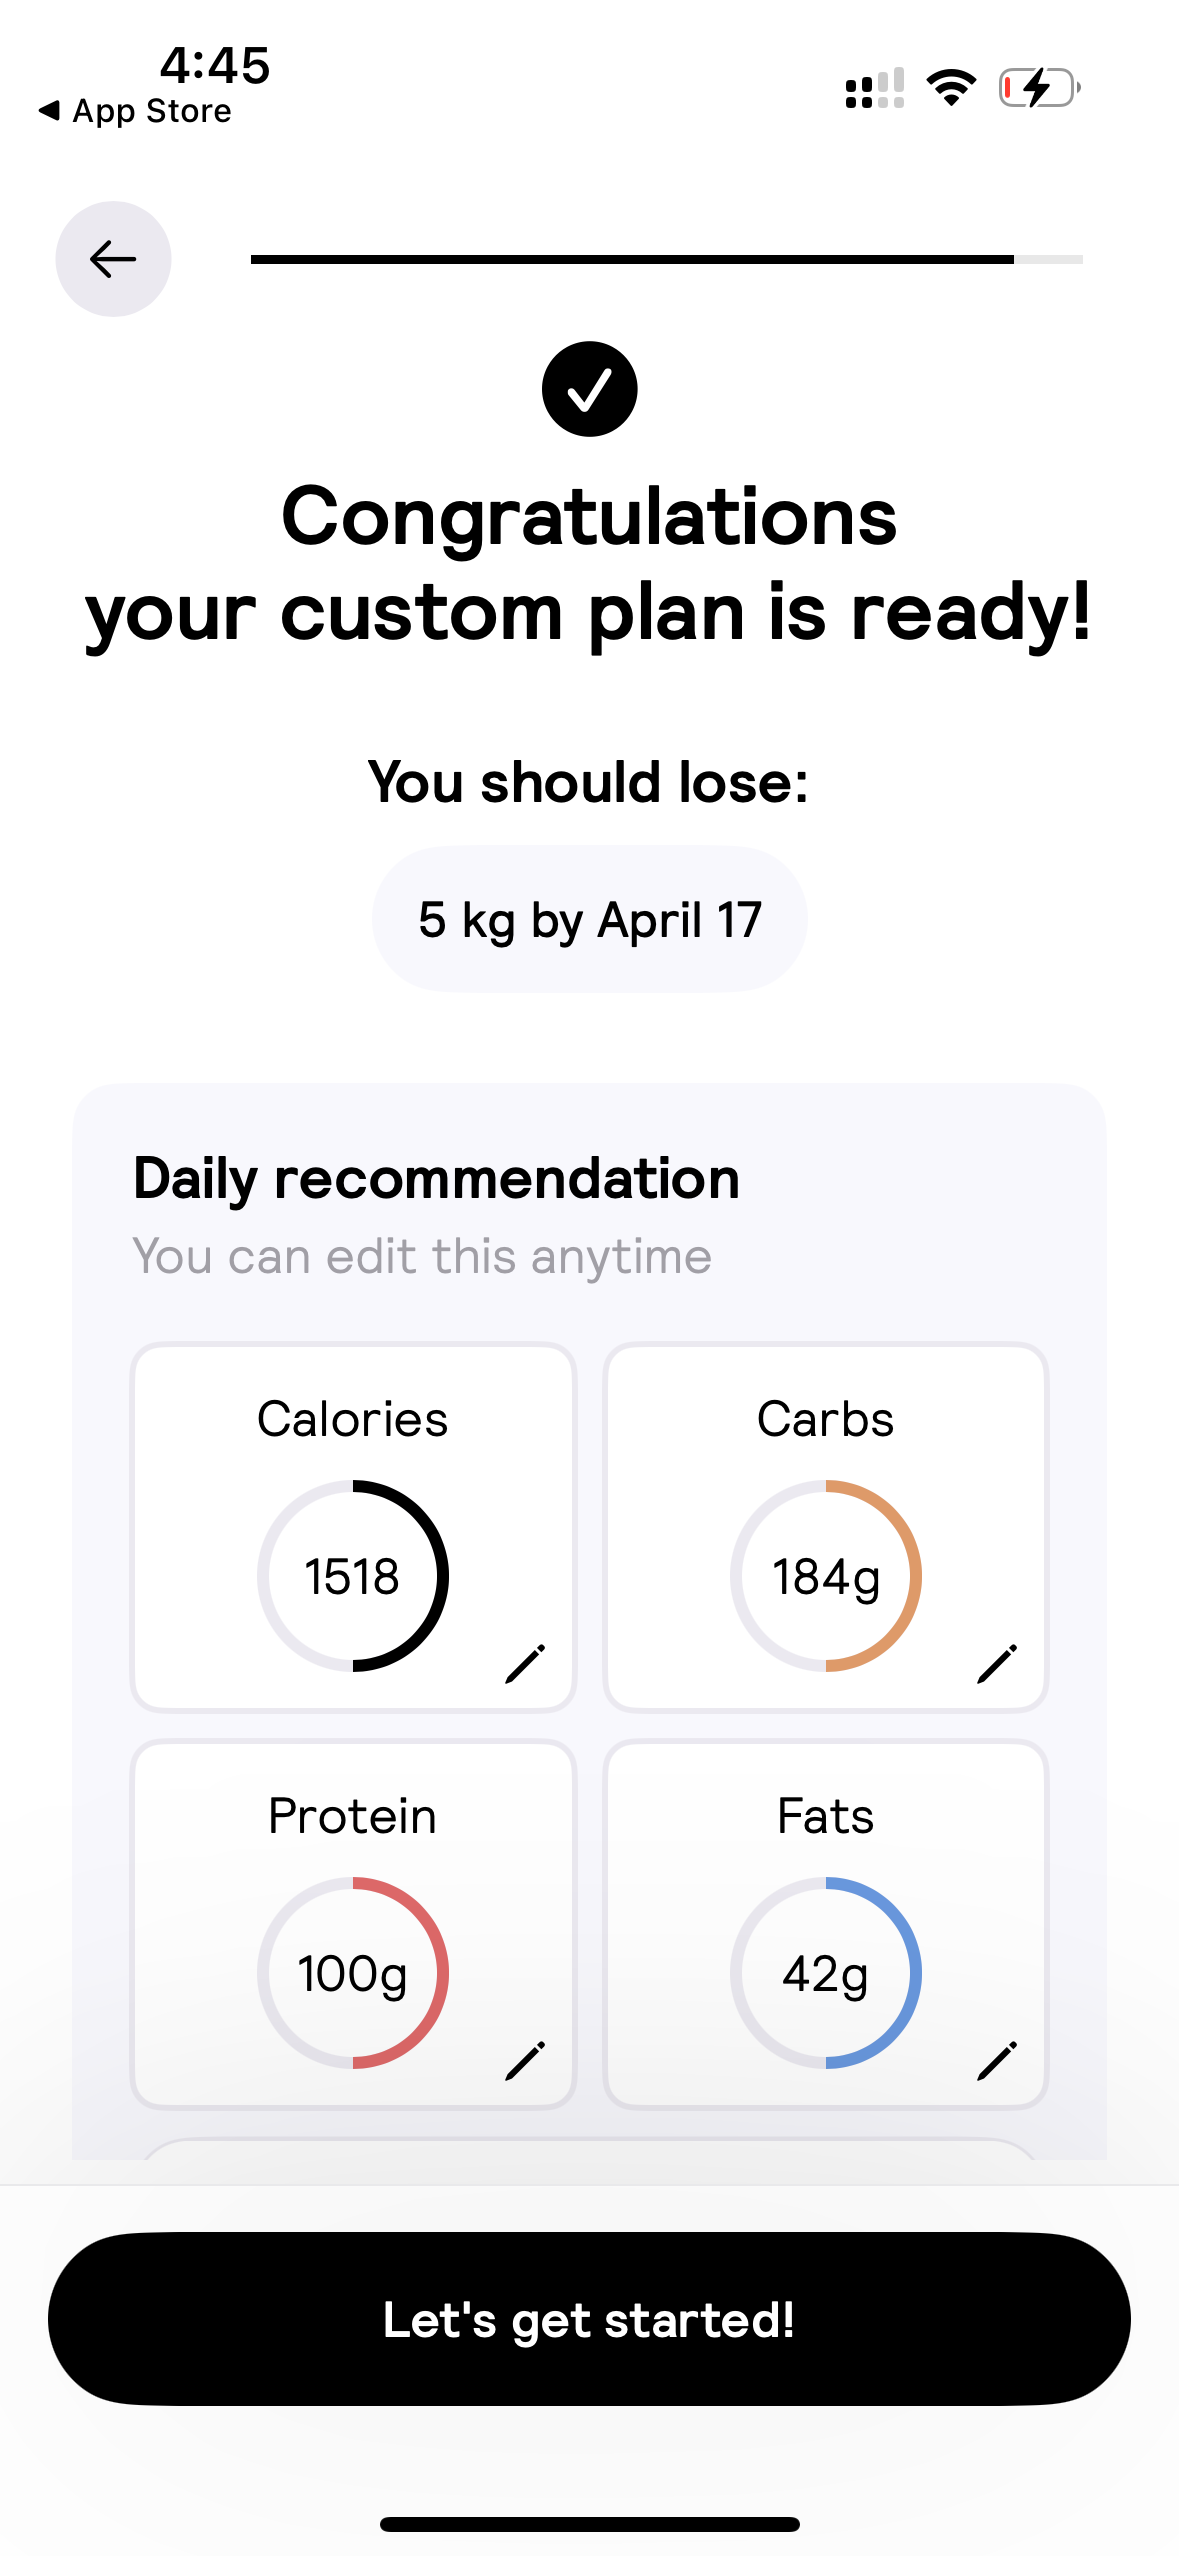 4:45
App Store
Congratulations
your custom plan is ready!
You should lose:
5 kg by April 17
Daily recommendation
You can edit this anytime
Calories
Carbs
1518
184g
Protein
Fats
100g
42g
Let's get started!